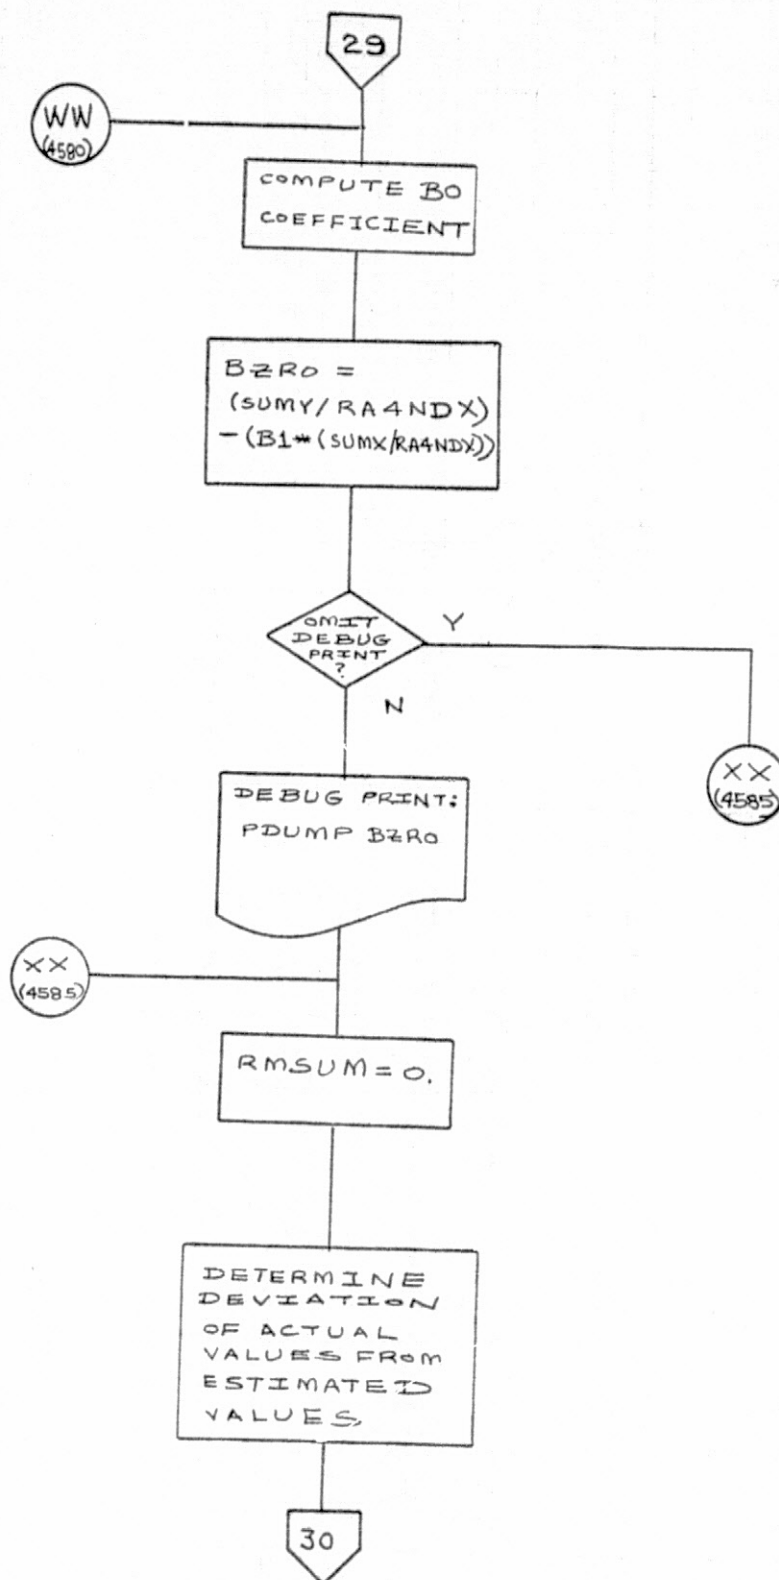 29
WW
(4580)
COMPUTE B0
COEFFICIENT
BZRO =
(SUMY/RA4NDX)
-(B1*(SUMX/RA4NDX))
OMIT
DEBUG
PRINT
?
Y
N
XX
(4585)
DEBUG PRINT:
PDUMP BZRO
XX
(4585)
RMSUM = 0.
DETERMINE
DEVIATION
OF ACTUAL
VALUES FROM
ESTIMATED
VALUES
30